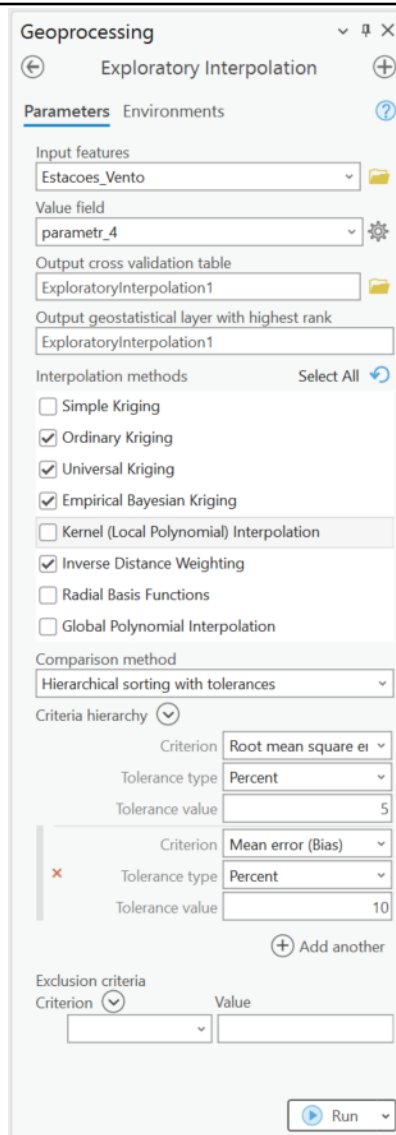 Geoprocessing
Exploratory Interpolation
Parameters Environments
Input features
Estacoes_Vento
Value field
parametr_4
Output cross validation table
ExploratoryInterpolation1
Output geostatistical layer with highest rank
ExploratoryInterpolation1
Interpolation methods Select All
Simple Kriging
Ordinary Kriging
Universal Kriging
Empirical Bayesian Kriging
Kernel (Local Polynomial) Interpolation
Inverse Distance Weighting
Radial Basis Functions
Global Polynomial Interpolation
Comparison method
Hierarchical sorting with tolerances
Criteria hierarchy
Criterion Root mean square er
Tolerance type Percent
Tolerance value 5
Criterion Mean error (Bias)
Tolerance type Percent
Tolerance value 10
Add another
Exclusion criteria
Criterion Value
Run